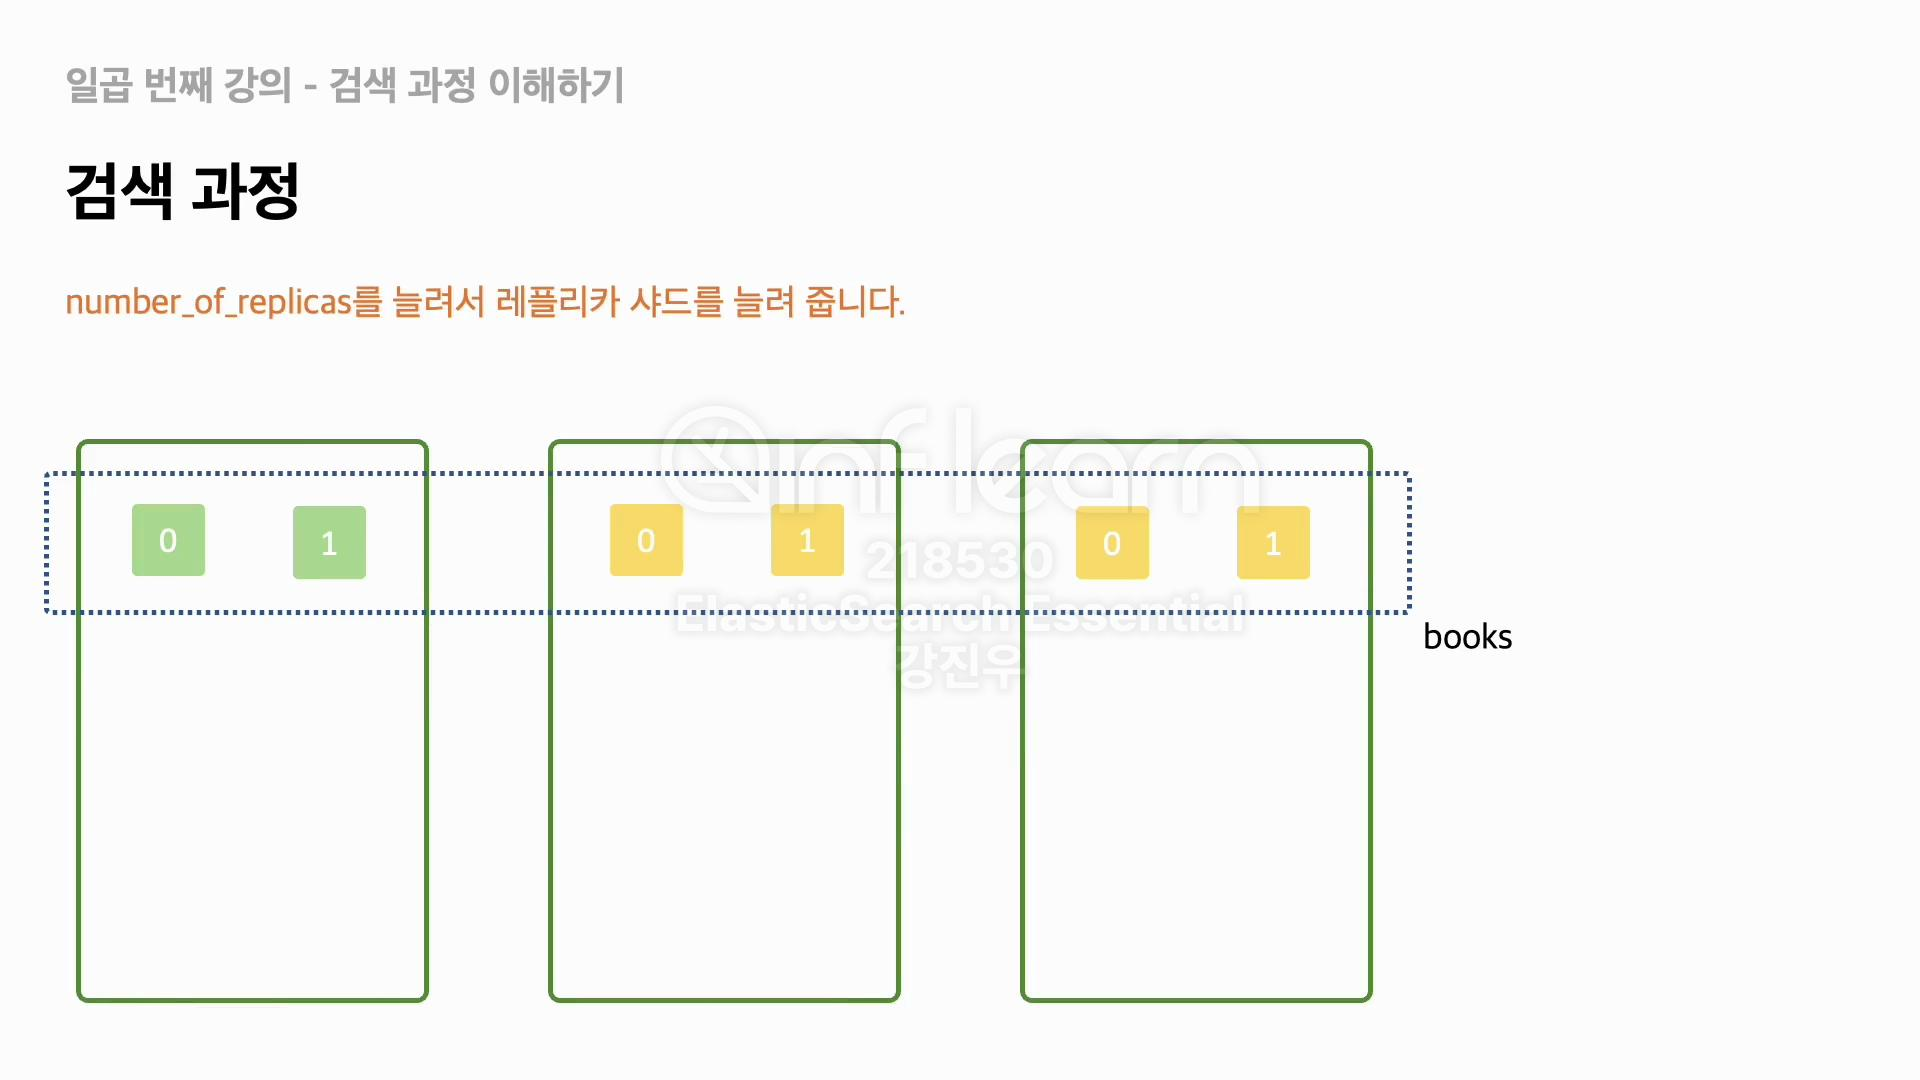 일곱 번째 강의 - 검색 과정 이해하기
검색 과정
number_of_replicas를 늘려서 레플리카 샤드를 늘려 줍니다.
inflearn
0 1 0 1 0 1
218530
ElasticSearch Essential
books
강진우